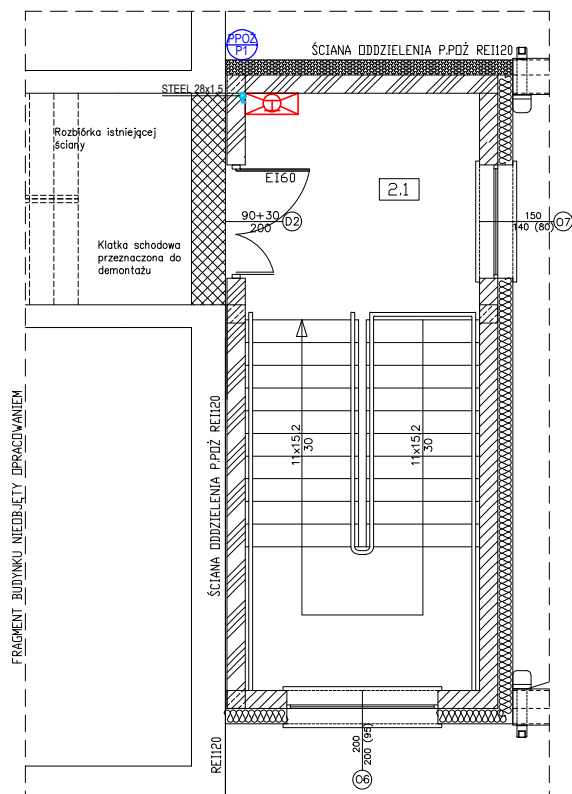 PPOŻ
P1
ŚCIANA ODDZIELENIA P.POŻ REI120
STEEL 28x1,5
Rozbiórka istniejącej
ściany
EI60
2.1
90+30
200
D2
150
140 (80)
O7
Klatka schodowa
przeznaczona do
demontażu
11x15,2
30
11x15,2
30
ŚCIANA ODDZIELENIA P.POŻ REI120
FRAGMENT BUDYNKU NIEOBJĘTY OPRACOWANIEM
REI120
200
200 (95)
O6